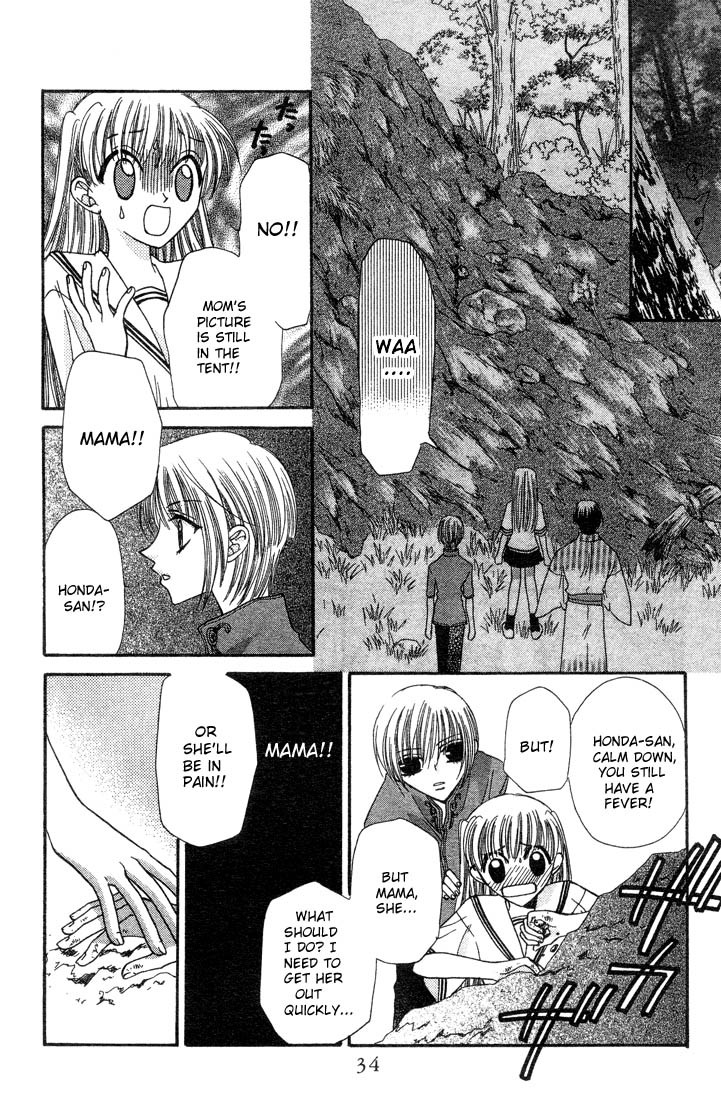 WAA
....
たっ
たっ
NO!!
MOM'S
PICTURE
IS STILL
IN THE
TENT!!
MAMA!!
HONDA-
SAN!?
HONDA-SAN,
CALM DOWN,
YOU STILL
HAVE A
FEVER!
BUT!
BUT
MAMA,
SHE...
WHAT
SHOULD
I DO? I
NEED TO
GET HER
OUT
QUICKLY...
MAMA!!
OR
SHE'LL
BE IN
PAIN!!
34